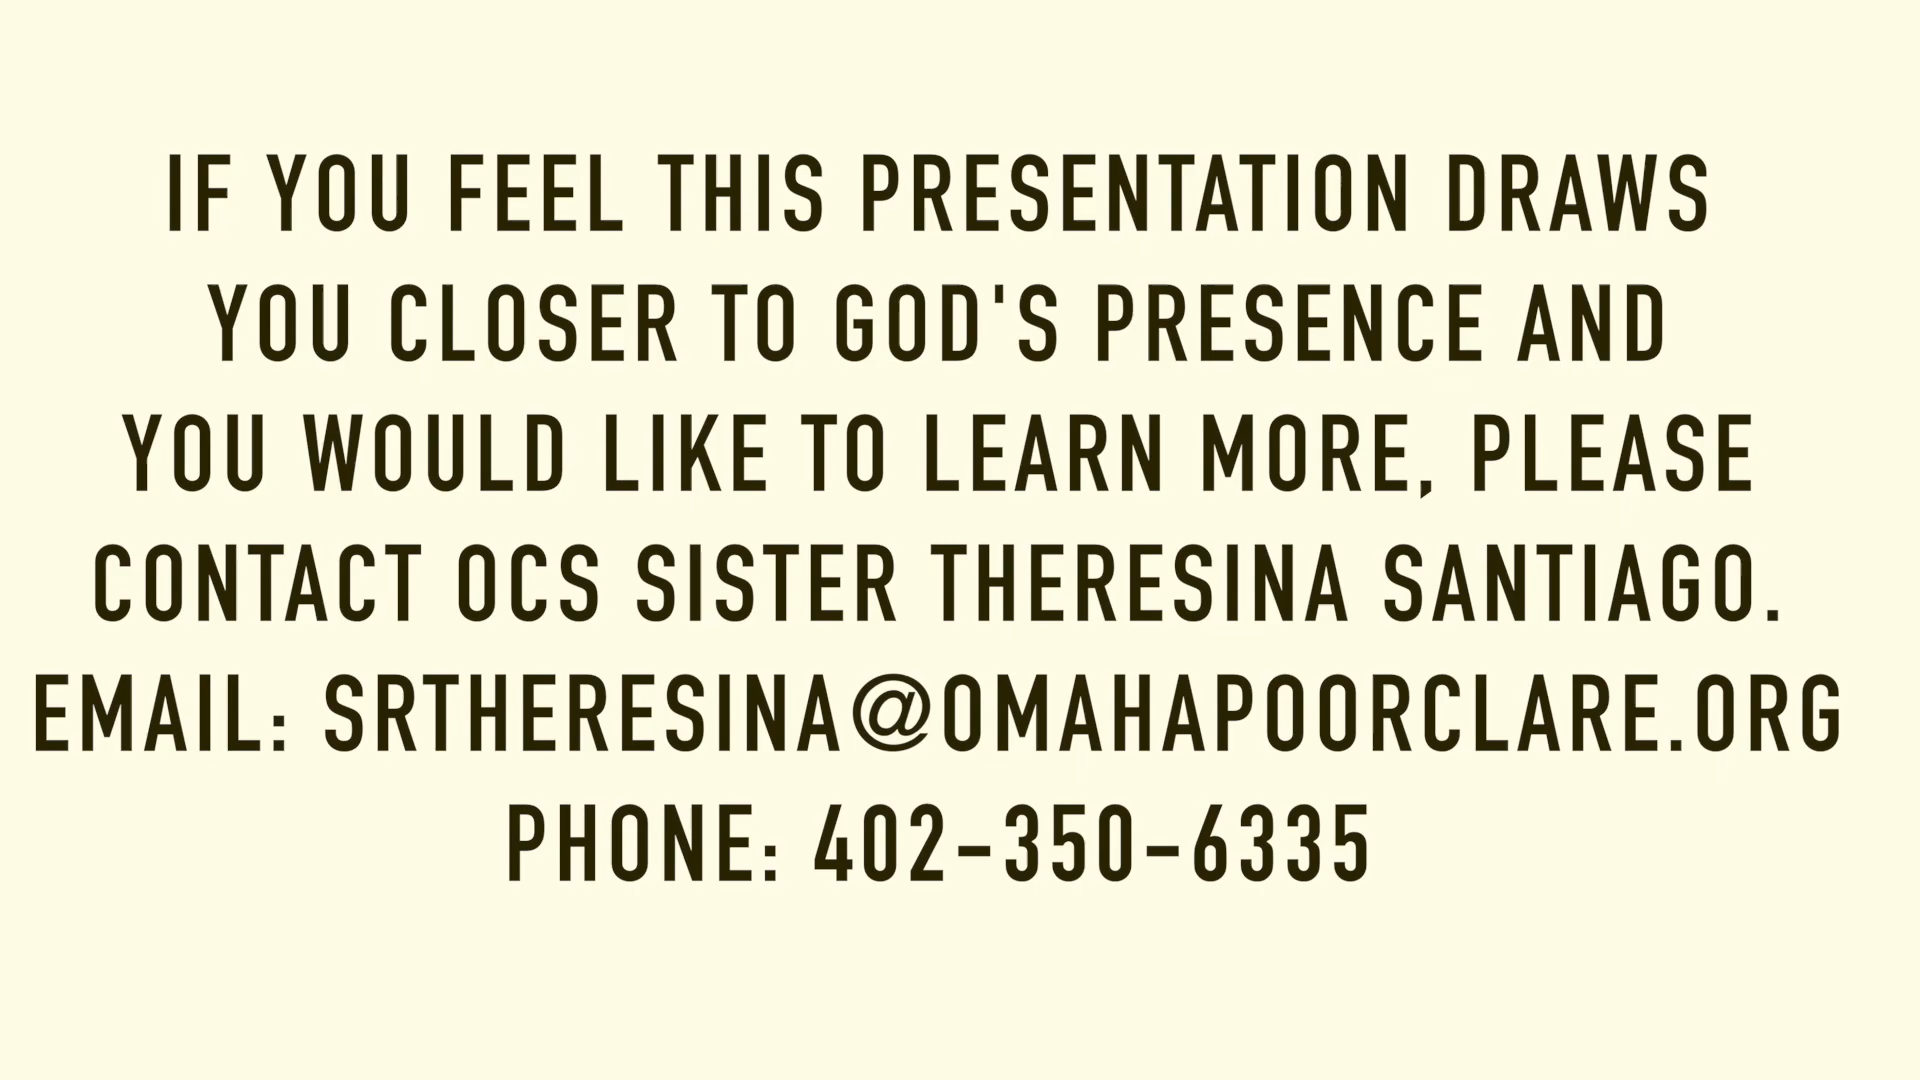 IF YOU FEEL THIS PRESENTATION DRAWS
YOU CLOSER TO GOD'S PRESENCE AND
YOU WOULD LIKE TO LEARN MORE, PLEASE
CONTACT OCS SISTER THERESINA SANTIAGO.
EMAIL: SRTHERESINA@OMAHAPOORCLARE.ORG
PHONE: 402-350-6335